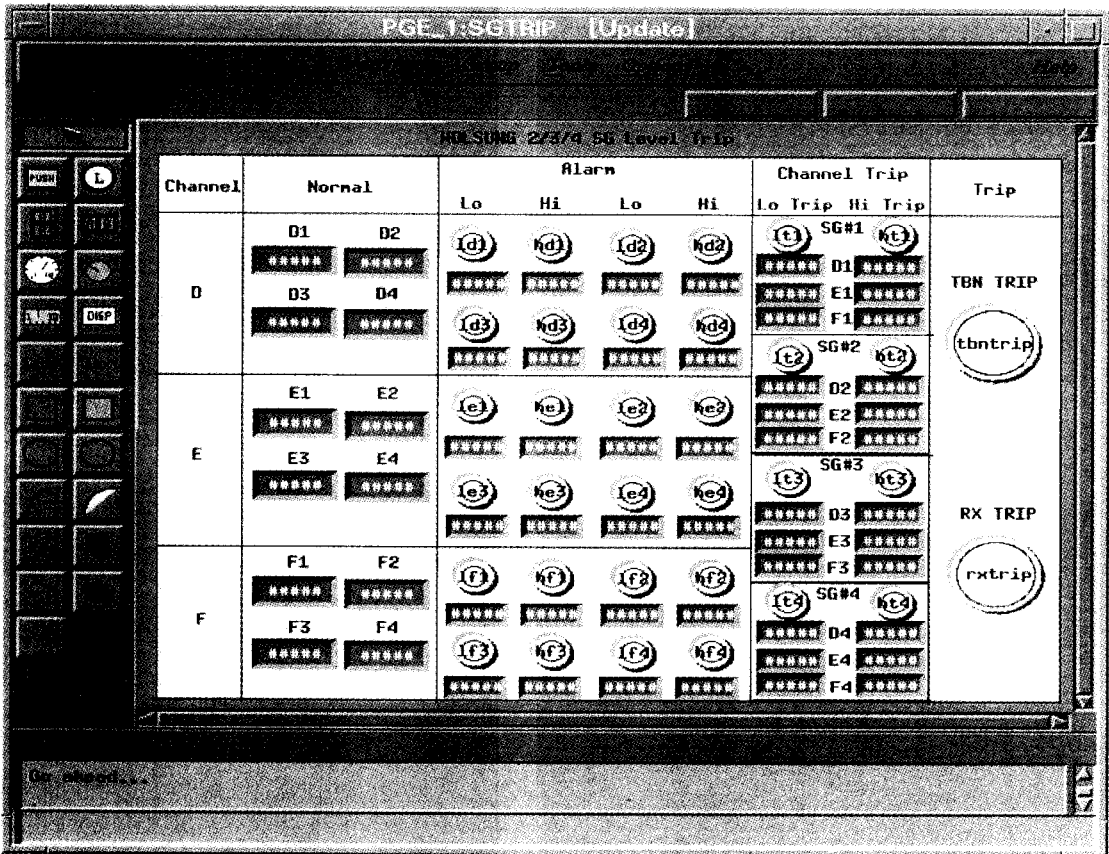 PGE_1:SGTRIP [Update]
Help
WOLSUNG 2/3/4 SG Level Trip
PUSH L
DISP
Channel Normal Alarm Channel Trip Trip
Lo Hi Lo Hi Lo Trip Hi Trip
D
D1 D2
##### #####
D3 D4
##### #####
ld1 hd1 ld2 hd2
##### ##### ##### #####
ld3 hd3 ld4 hd4
##### ##### ##### #####
E
E1 E2
##### #####
E3 E4
##### #####
le1 he1 le2 he2
##### ##### ##### #####
le3 he3 le4 he4
##### ##### ##### #####
F
F1 F2
##### #####
F3 F4
##### #####
lf1 hf1 lf2 hf2
##### ##### ##### #####
lf3 hf3 lf4 hf4
##### ##### ##### #####
lt1 SG#1 ht1
##### D1 #####
##### E1 #####
##### F1 #####
lt2 SG#2 ht2
##### D2 #####
##### E2 #####
##### F2 #####
lt3 SG#3 ht3
##### D3 #####
##### E3 #####
##### F3 #####
lt4 SG#4 ht4
##### D4 #####
##### E4 #####
##### F4 #####
TBN TRIP
tbntrip
RX TRIP
rxtrip
Go ahead...